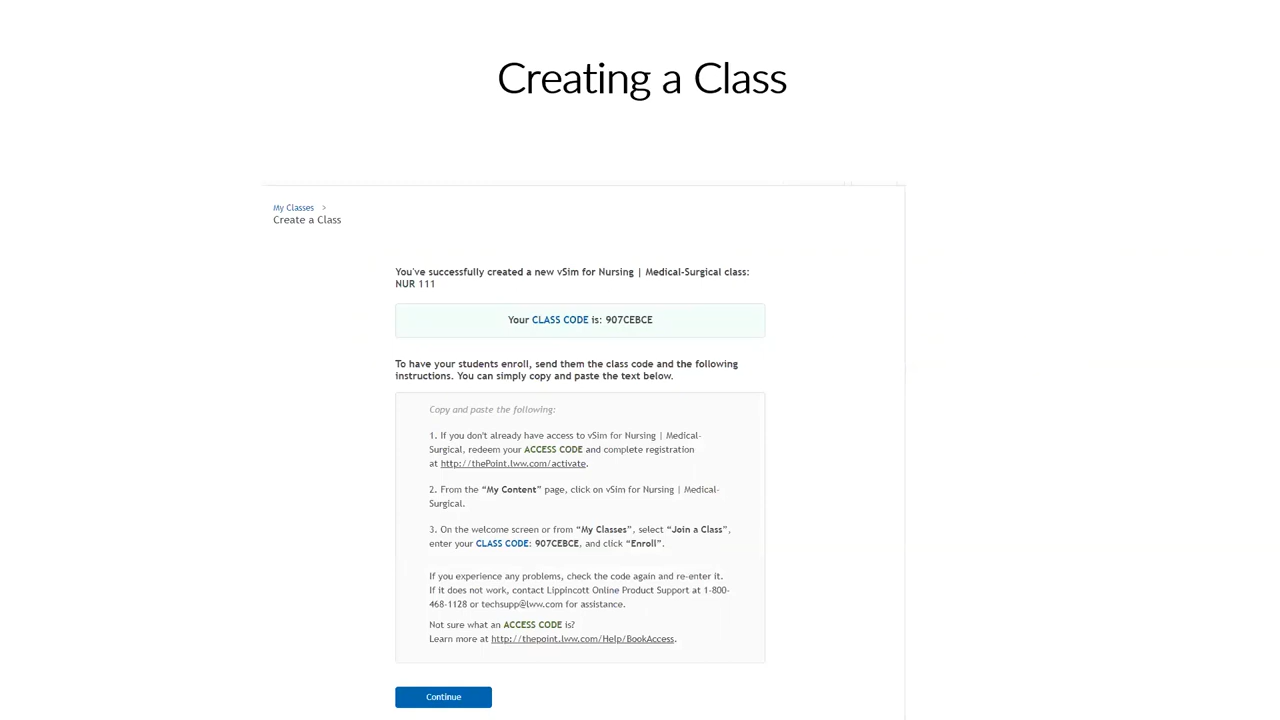 Creating a Class
My Classes >
Create a Class
You've successfully created a new vSim for Nursing | Medical-Surgical class:
NUR 111
Your CLASS CODE is: 907CEBCE
To have your students enroll, send them the class code and the following
instructions. You can simply copy and paste the text below.
Copy and paste the following:
1. If you don't already have access to vSim for Nursing | Medical-
Surgical, redeem your ACCESS CODE and complete registration
at http://thePoint.lww.com/activate.
2. From the “My Content” page, click on vSim for Nursing | Medical-
Surgical.
3. On the welcome screen or from “My Classes”, select “Join a Class”,
enter your CLASS CODE: 907CEBCE, and click “Enroll”.
If you experience any problems, check the code again and re-enter it.
If it does not work, contact Lippincott Online Product Support at 1-800-
468-1128 or techsupp@lww.com for assistance.
Not sure what an ACCESS CODE is?
Learn more at http://thepoint.lww.com/Help/BookAccess.
Continue